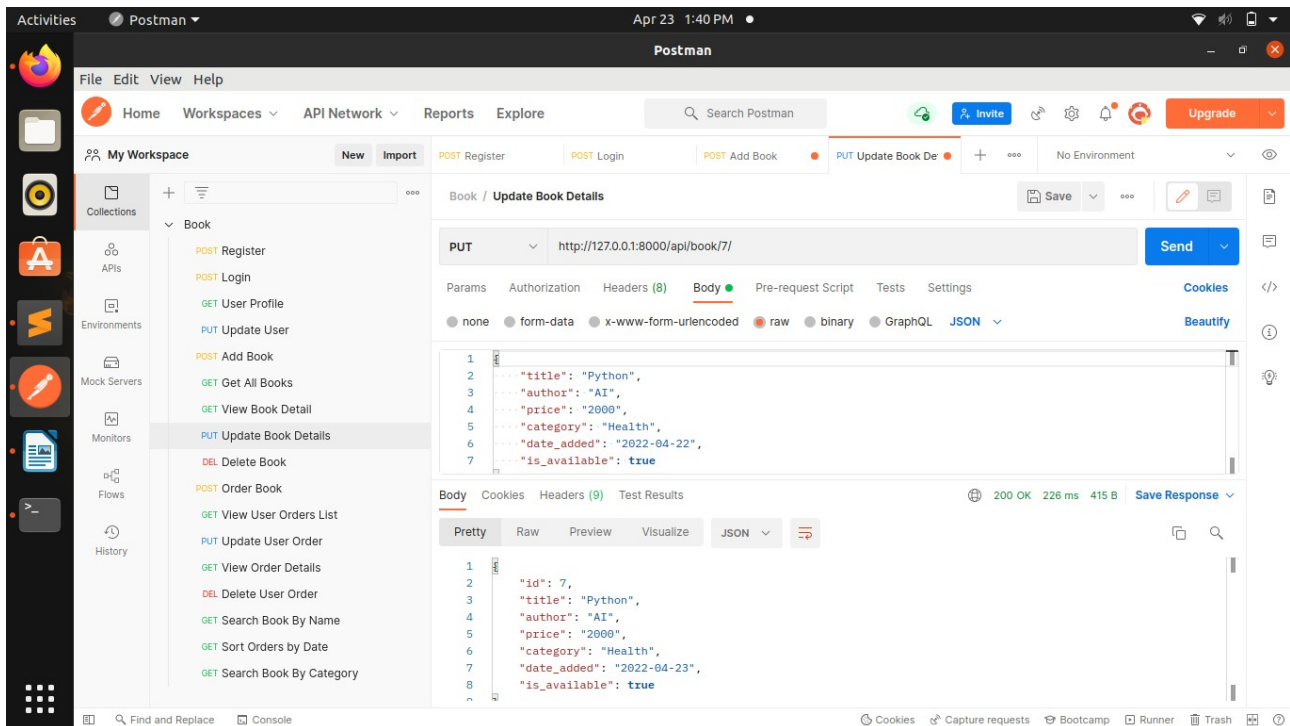 Activities Postman Apr 23 1:40 PM
Postman
File Edit View Help
Home Workspaces API Network Reports Explore Search Postman Invite Upgrade
My Workspace New Import POST Register POST Login POST Add Book PUT Update Book De No Environment
Collections
APIs
Environments
Mock Servers
Monitors
Flows
History
Book
POST Register
POST Login
GET User Profile
PUT Update User
POST Add Book
GET Get All Books
GET View Book Detail
PUT Update Book Details
DEL Delete Book
POST Order Book
GET View User Orders List
PUT Update User Order
GET View Order Details
DEL Delete User Order
GET Search Book By Name
GET Sort Orders by Date
GET Search Book By Category
Book / Update Book Details Save
PUT http://127.0.0.1:8000/api/book/7/ Send
Params Authorization Headers (8) Body Pre-request Script Tests Settings Cookies
none form-data x-www-form-urlencoded raw binary GraphQL JSON Beautify
1 {
2 "title": "Python",
3 "author": "AI",
4 "price": "2000",
5 "category": "Health",
6 "date_added": "2022-04-22",
7 "is_available": true
Body Cookies Headers (9) Test Results 200 OK 226 ms 415 B Save Response
Pretty Raw Preview Visualize JSON
1 {
2 "id": 7,
3 "title": "Python",
4 "author": "AI",
5 "price": "2000",
6 "category": "Health",
7 "date_added": "2022-04-23",
8 "is_available": true
Find and Replace Console Cookies Capture requests Bootcamp Runner Trash